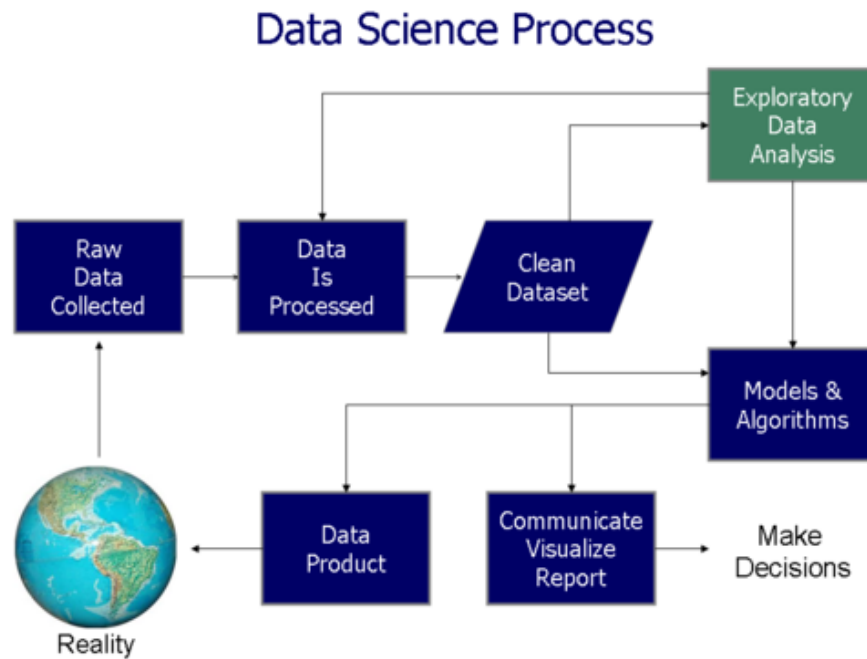 Data Science Process
Exploratory
Data
Analysis
Raw
Data
Collected
Data
Is
Processed
Clean
Dataset
Models &
Algorithms
Data
Product
Communicate
Visualize
Report
Make
Decisions
Reality